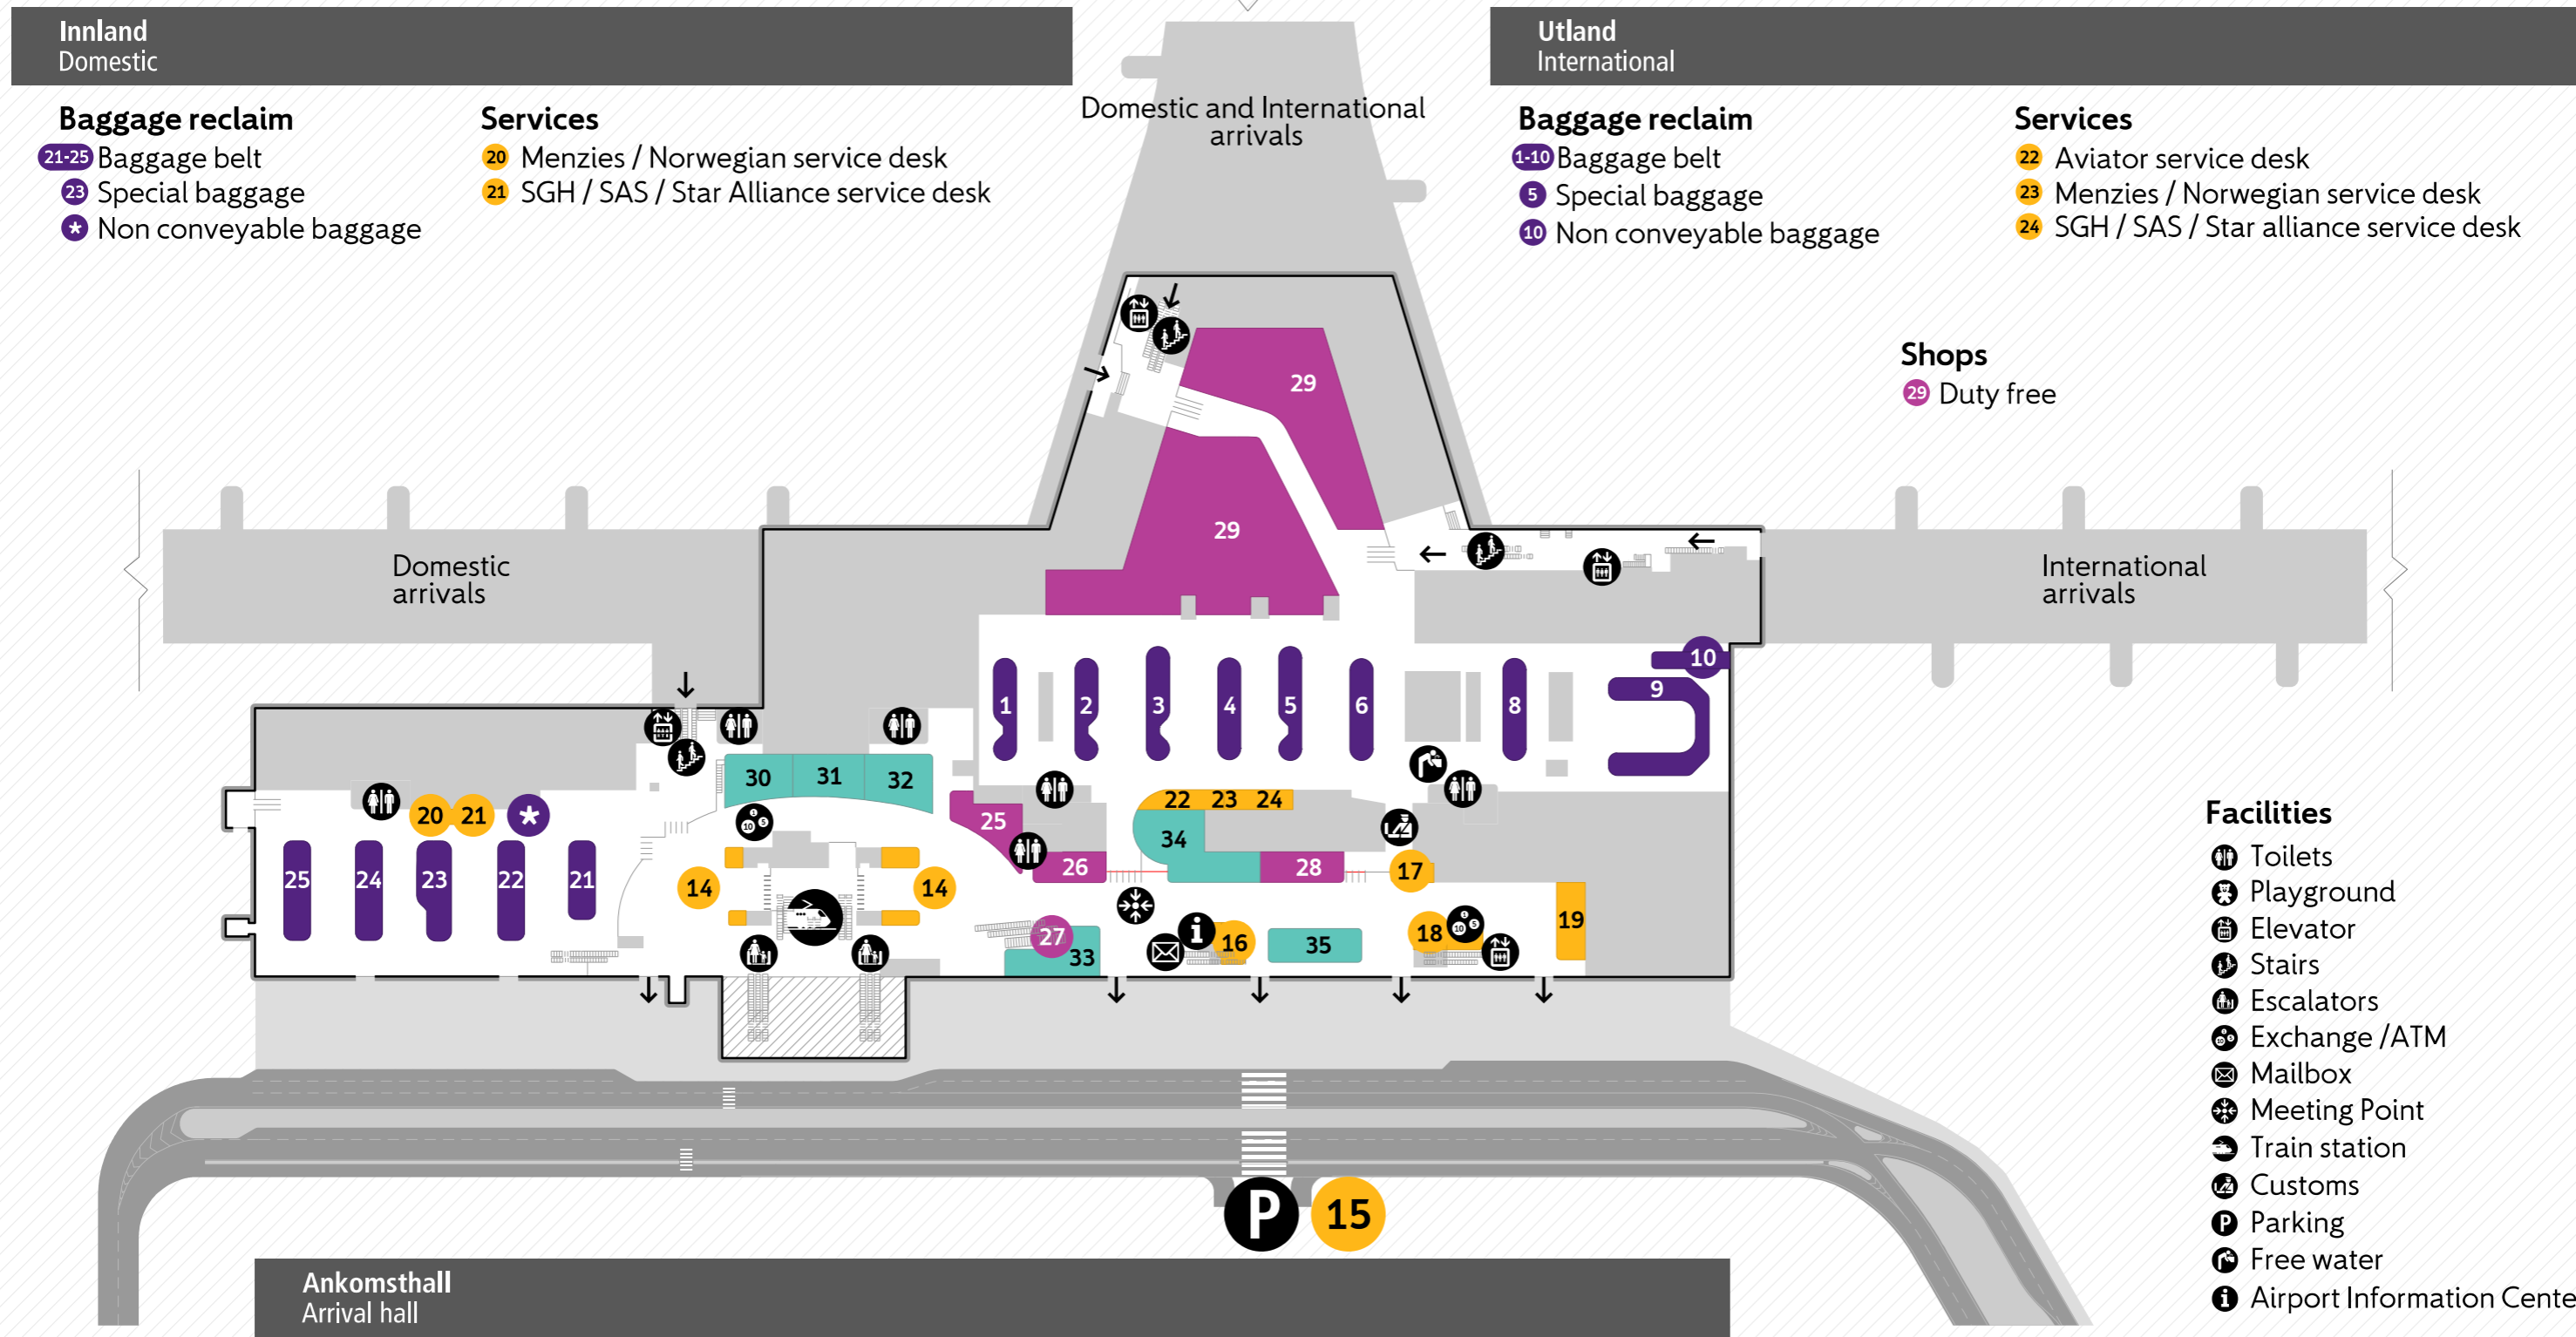 Innland
Domestic
Utland
International
Baggage reclaim
21-25 Baggage belt
23 Special baggage
* Non conveyable baggage
Services
20 Menzies / Norwegian service desk
21 SGH / SAS / Star Alliance service desk
Domestic and International
arrivals
Baggage reclaim
1-10 Baggage belt
5 Special baggage
10 Non conveyable baggage
Services
22 Aviator service desk
23 Menzies / Norwegian service desk
24 SGH / SAS / Star alliance service desk
Shops
29 Duty free
29
29
Domestic
arrivals
International
arrivals
1
2
3
4
5
6
8
9
10
30
31
32
20
21
*
25
24
23
22
21
14
14
25
26
22
23
24
34
28
17
27
33
16
35
18
19
Facilities
Toilets
Playground
Elevator
Stairs
Escalators
Exchange /ATM
Mailbox
Meeting Point
Train station
Customs
P Parking
Free water
i Airport Information Cente
P
15
Ankomsthall
Arrival hall